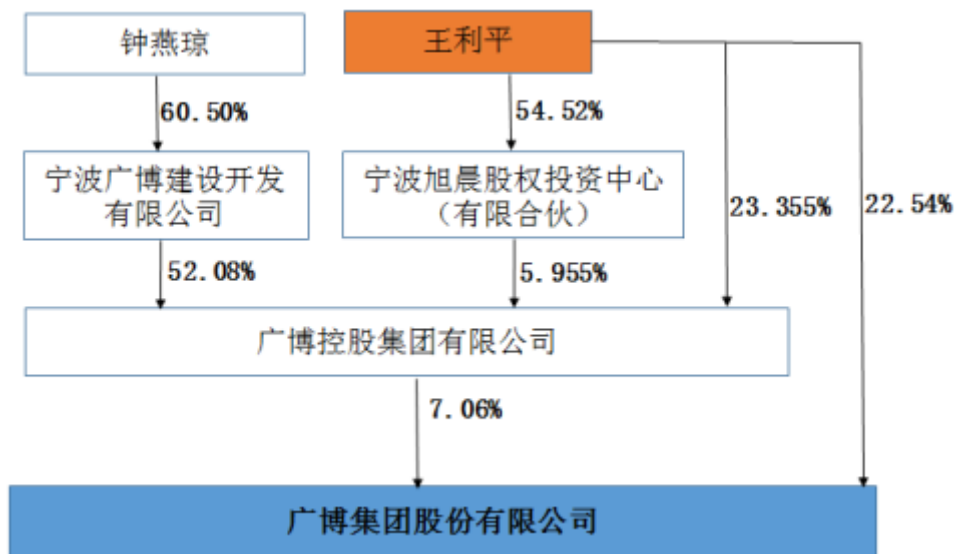 钟燕琼
王利平
60.50%
54.52%
宁波广博建设开发
有限公司
宁波旭晨股权投资中心
（有限合伙）
23.355%
22.54%
52.08%
5.955%
广博控股集团有限公司
7.06%
广博集团股份有限公司